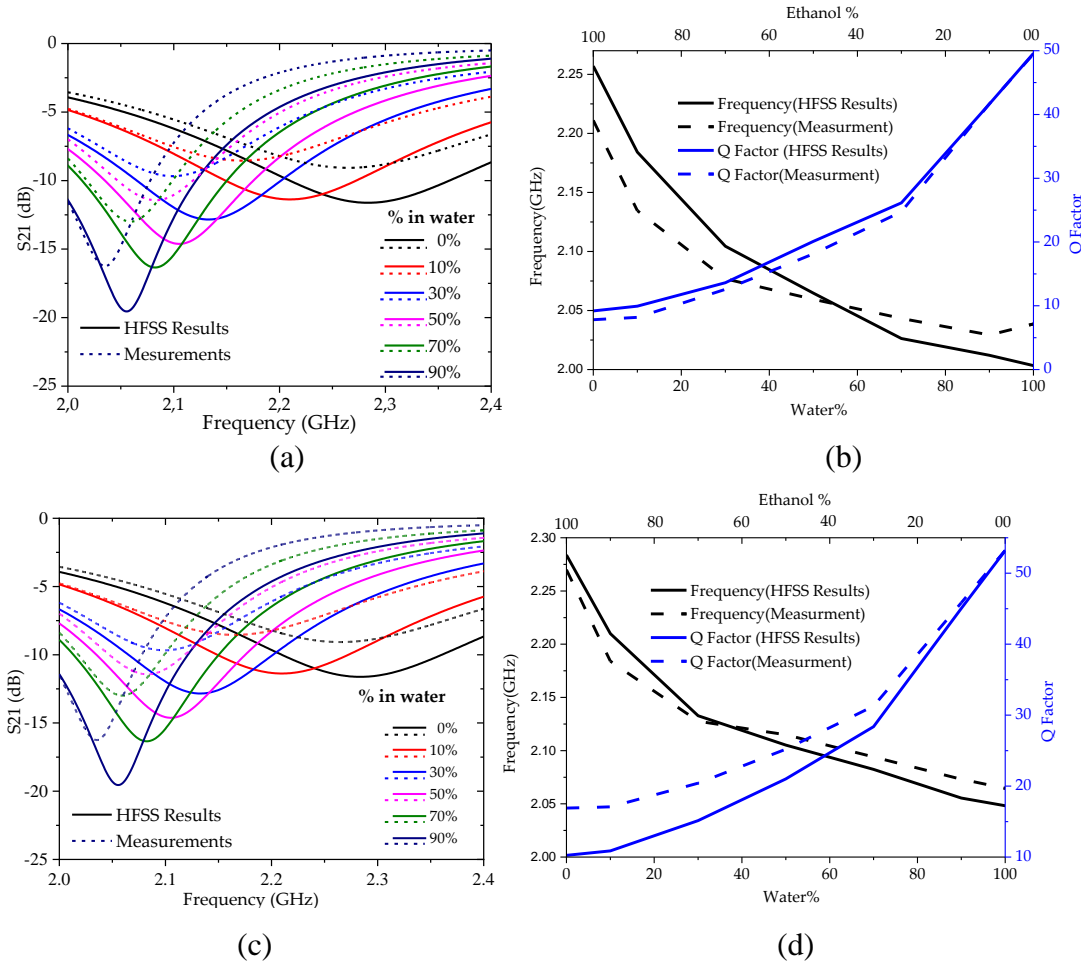 0
-5
-10
-15
-20
-25
S21 (dB)
2,0
2,1
2,2
2,3
2,4
Frequency (GHz)
% in water
0%
10%
30%
50%
70%
90%
HFSS Results
Mesurements
(a)
Ethanol %
100
80
60
40
20
00
2.25
2.20
2.15
2.10
2.05
2.00
Frequency(GHz)
Frequency(HFSS Results)
Frequency(Measurment)
Q Factor (HFSS Results)
Q Factor(Measurment)
50
40
30
20
10
0
Q Factor
0
20
40
60
80
100
Water%
(b)
0
-5
-10
-15
-20
-25
S21 (dB)
% in water
0%
10%
30%
50%
70%
90%
HFSS Results
Measurements
2.0
2.1
2.2
2.3
2.4
Frequency (GHz)
(c)
Ethanol %
100
80
60
40
20
00
2.30
2.25
2.20
2.15
2.10
2.05
2.00
Frequency(GHz)
Frequency(HFSS Results)
Frequency(Measurment)
Q Factor (HFSS Results)
Q Factor(Measurment)
50
40
30
20
10
Q Factor
0
20
40
60
80
100
Water%
(d)